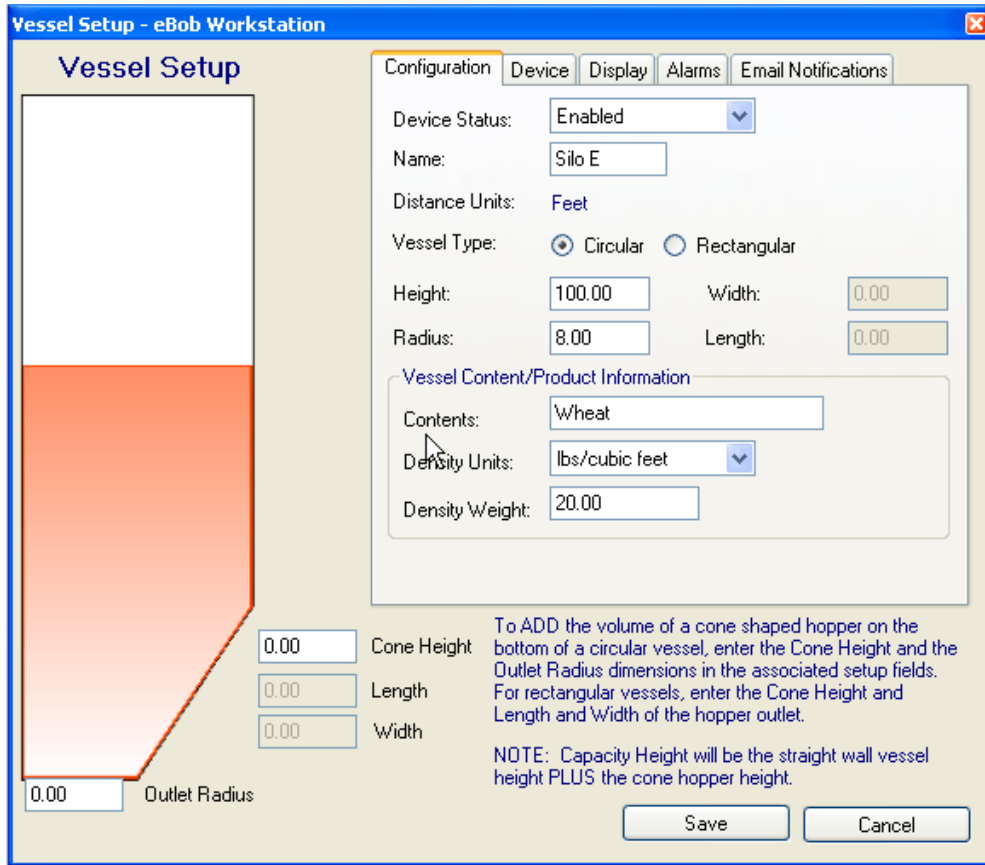 Vessel Setup - eBob Workstation
Vessel Setup
Configuration Device Display Alarms Email Notifications
Device Status: Enabled
Name: Silo E
Distance Units: Feet
Vessel Type: Circular Rectangular
Height: 100.00 Width: 0.00
Radius: 8.00 Length: 0.00
Vessel Content/Product Information
Contents: Wheat
Density Units: lbs/cubic feet
Density Weight: 20.00
0.00 Cone Height
0.00 Length
0.00 Width
0.00 Outlet Radius
To ADD the volume of a cone shaped hopper on the
bottom of a circular vessel, enter the Cone Height and the
Outlet Radius dimensions in the associated setup fields.
For rectangular vessels, enter the Cone Height and
Length and Width of the hopper outlet.
NOTE: Capacity Height will be the straight wall vessel
height PLUS the cone hopper height.
Save Cancel